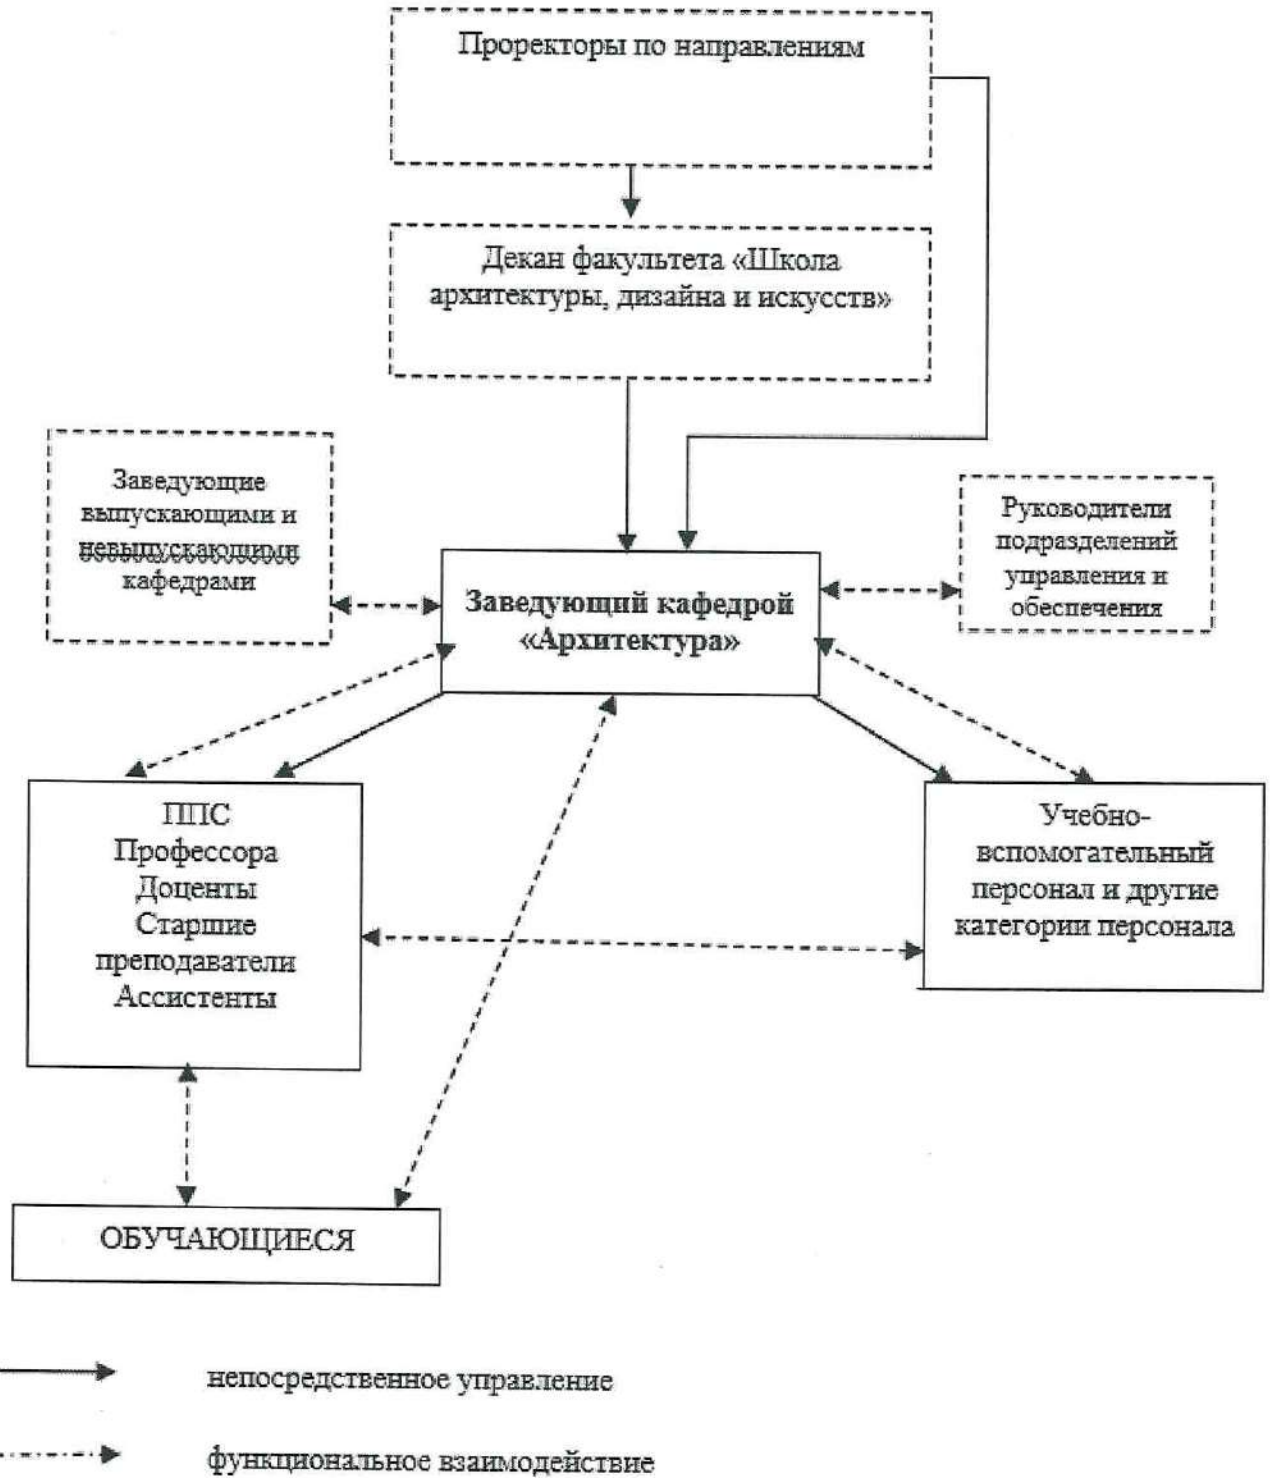 Проректоры по направлениям
Декан факультета «Школа
архитектуры, дизайна и искусств»
Заведующие
выпускающими и
невыпускающими
кафедрами
Руководители
подразделений
управления и
обеспечения
Заведующий кафедрой
«Архитектура»
ППС
Профессора
Доценты
Старшие
преподаватели
Ассистенты
Учебно-
вспомогательный
персонал и другие
категории персонала
ОБУЧАЮЩИЕСЯ
непосредственное управление
функциональное взаимодействие